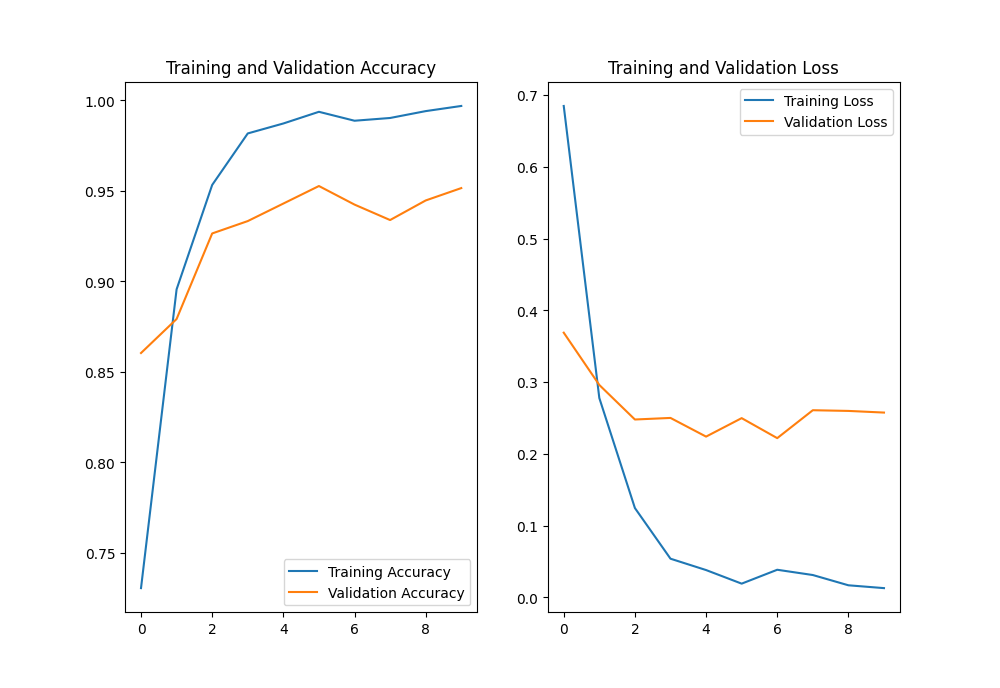 Training and Validation Accuracy
1.00
0.95
0.90
0.85
0.80
0.75
Training Accuracy
Validation Accuracy
0 2 4 6 8
Training and Validation Loss
0.7
0.6
0.5
0.4
0.3
0.2
0.1
0.0
Training Loss
Validation Loss
0 2 4 6 8